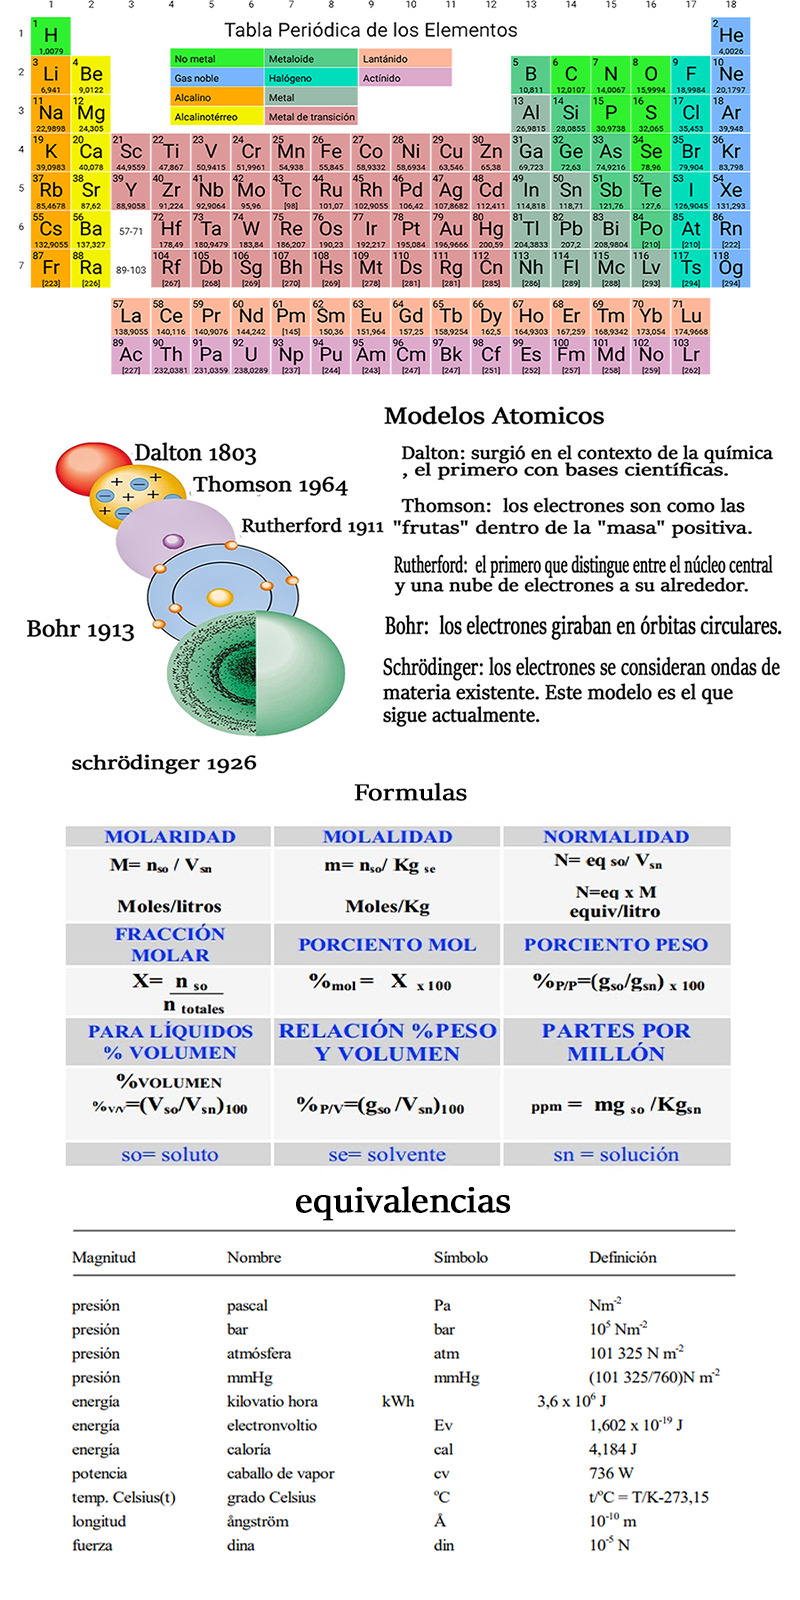 1 2 3 4 5 6 7 8 9 10 11 12 13 14 15 16 17 18
Tabla Periódica de los Elementos
No metal Metaloide Lantánido
Gas noble Halógeno Actínido
Alcalino Metal
Alcalinotérreo Metal de transición
1 1 H 1,0079 2 He 4,0026
2 3 Li 6,941 4 Be 9,0122 5 B 10,811 6 C 12,0107 7 N 14,0067 8 O 15,9994 9 F 18,9984 10 Ne 20,1797
3 11 Na 22,9898 12 Mg 24,305 13 Al 26,9815 14 Si 28,0855 15 P 30,9738 16 S 32,065 17 Cl 35,453 18 Ar 39,948
4 19 K 39,0983 20 Ca 40,078 21 Sc 44,9559 22 Ti 47,867 23 V 50,9415 24 Cr 51,9961 25 Mn 54,938 26 Fe 55,845 27 Co 58,9332 28 Ni 58,6934 29 Cu 63,546 30 Zn 65,38 31 Ga 69,723 32 Ge 72,63 33 As 74,9216 34 Se 78,96 35 Br 79,904 36 Kr 83,798
5 37 Rb 85,4678 38 Sr 87,62 39 Y 88,9058 40 Zr 91,224 41 Nb 92,9064 42 Mo 95,96 43 Tc [98] 44 Ru 101,07 45 Rh 102,9055 46 Pd 106,42 47 Ag 107,8682 48 Cd 112,411 49 In 114,818 50 Sn 118,71 51 Sb 121,76 52 Te 127,6 53 I 126,9045 54 Xe 131,293
6 55 Cs 132,9055 56 Ba 137,327 57-71 72 Hf 178,49 73 Ta 180,9479 74 W 183,84 75 Re 186,207 76 Os 190,23 77 Ir 192,217 78 Pt 195,084 79 Au 196,9666 80 Hg 200,59 81 Tl 204,3833 82 Pb 207,2 83 Bi 208,9804 84 Po [210] 85 At [210] 86 Rn [222]
7 87 Fr [223] 88 Ra [226] 89-103 104 Rf [267] 105 Db [268] 106 Sg [269] 107 Bh [270] 108 Hs [269] 109 Mt [278] 110 Ds [281] 111 Rg [281] 112 Cn [285] 113 Nh [286] 114 Fl [289] 115 Mc [288] 116 Lv [293] 117 Ts [294] 118 Og [294]
57 La 138,9055 58 Ce 140,116 59 Pr 140,9076 60 Nd 144,242 61 Pm [145] 62 Sm 150,36 63 Eu 151,964 64 Gd 157,25 65 Tb 158,9254 66 Dy 162,5 67 Ho 164,9303 68 Er 167,259 69 Tm 168,9342 70 Yb 173,054 71 Lu 174,9668
89 Ac [227] 90 Th 232,0381 91 Pa 231,0359 92 U 238,0289 93 Np [237] 94 Pu [244] 95 Am [243] 96 Cm [247] 97 Bk [247] 98 Cf [251] 99 Es [252] 100 Fm [257] 101 Md [258] 102 No [259] 103 Lr [262]
Modelos Atomicos
Dalton 1803
Thomson 1964
Rutherford 1911
Bohr 1913
schrödinger 1926
Dalton: surgió en el contexto de la química
, el primero con bases científicas.
Thomson: los electrones son como las
"frutas" dentro de la "masa" positiva.
Rutherford: el primero que distingue entre el núcleo central
y una nube de electrones a su alrededor.
Bohr: los electrones giraban en órbitas circulares.
Schrödinger: los electrones se consideran ondas de
materia existente. Este modelo es el que
sigue actualmente.
Formulas
MOLARIDAD MOLALIDAD NORMALIDAD
M= nso / Vsn m= nso/ Kg se N= eq so/ Vsn
Moles/litros Moles/Kg N=eq x M
equiv/litro
FRACCIÓN
MOLAR PORCIENTO MOL PORCIENTO PESO
X= n so %mol = X x 100 %P/P=(gso/gsn) x 100
n totales
PARA LÍQUIDOS RELACIÓN %PESO PARTES POR
% VOLUMEN Y VOLUMEN MILLÓN
%VOLUMEN
%V/V=(Vso/Vsn)100 %P/V=(gso /Vsn)100 ppm = mg so /Kgsn
so= soluto se= solvente sn = solución
equivalencias
Magnitud Nombre Símbolo Definición
presión pascal Pa Nm-2
presión bar bar 10⁵ Nm-2
presión atmósfera atm 101 325 N m-2
presión mmHg mmHg (101 325/760)N m-2
energía kilovatio hora kWh 3,6 x 10⁶ J
energía electronvoltio Ev 1,602 x 10-19 J
energía caloría cal 4,184 J
potencia caballo de vapor cv 736 W
temp. Celsius(t) grado Celsius ºC t/ºC = T/K-273,15
longitud ångström Å 10-10 m
fuerza dina din 10-5 N